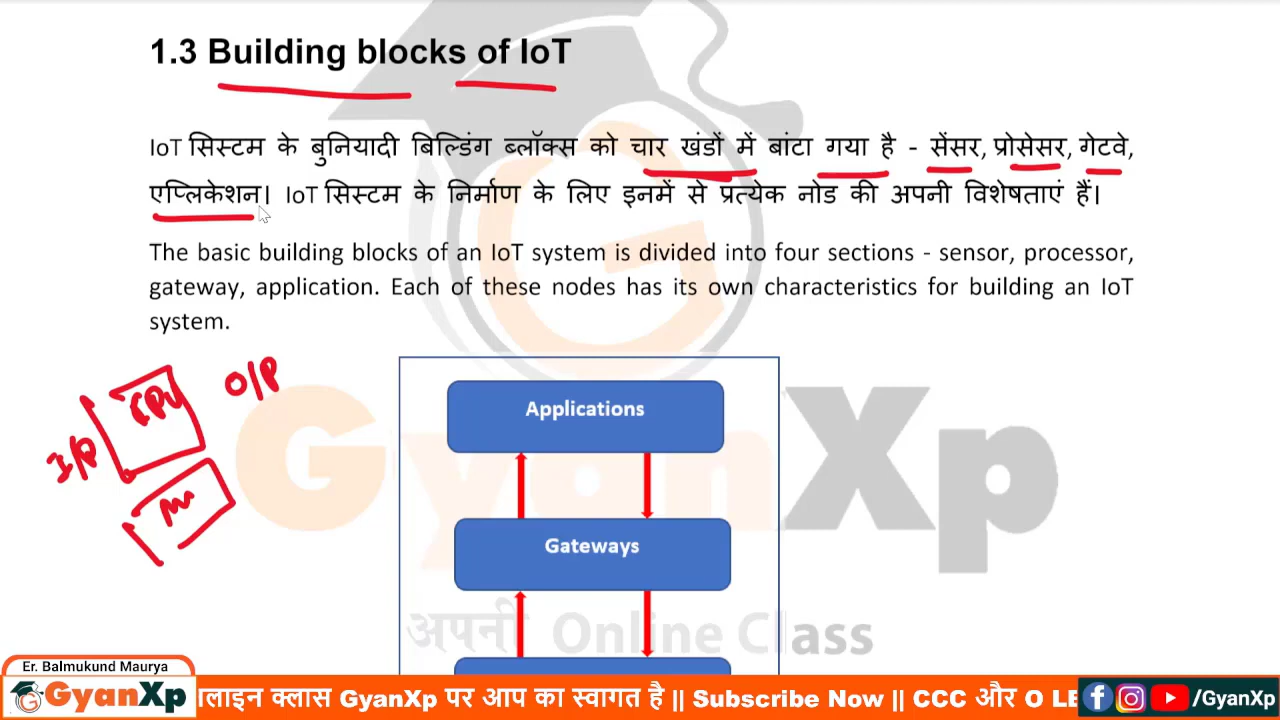 1.3 Building blocks of IoT
IoT सिस्टम के बुनियादी बिल्डिंग ब्लॉक्स को चार खंडों में बांटा गया है - सेंसर, प्रोसेसर, गेटवे,
एप्लिकेशन। IoT सिस्टम के निर्माण के लिए इनमें से प्रत्येक नोड की अपनी विशेषताएं हैं।
The basic building blocks of an IoT system is divided into four sections - sensor, processor,
gateway, application. Each of these nodes has its own characteristics for building an IoT
system.
I/P
CPU
O/P
Applications
Gateways
GyanXp
अपनी Online Class
Er. Balmukund Maurya
GyanXp
लाइन क्लास GyanXp पर आप का स्वागत है || Subscribe Now || CCC और O LE
/GyanXp